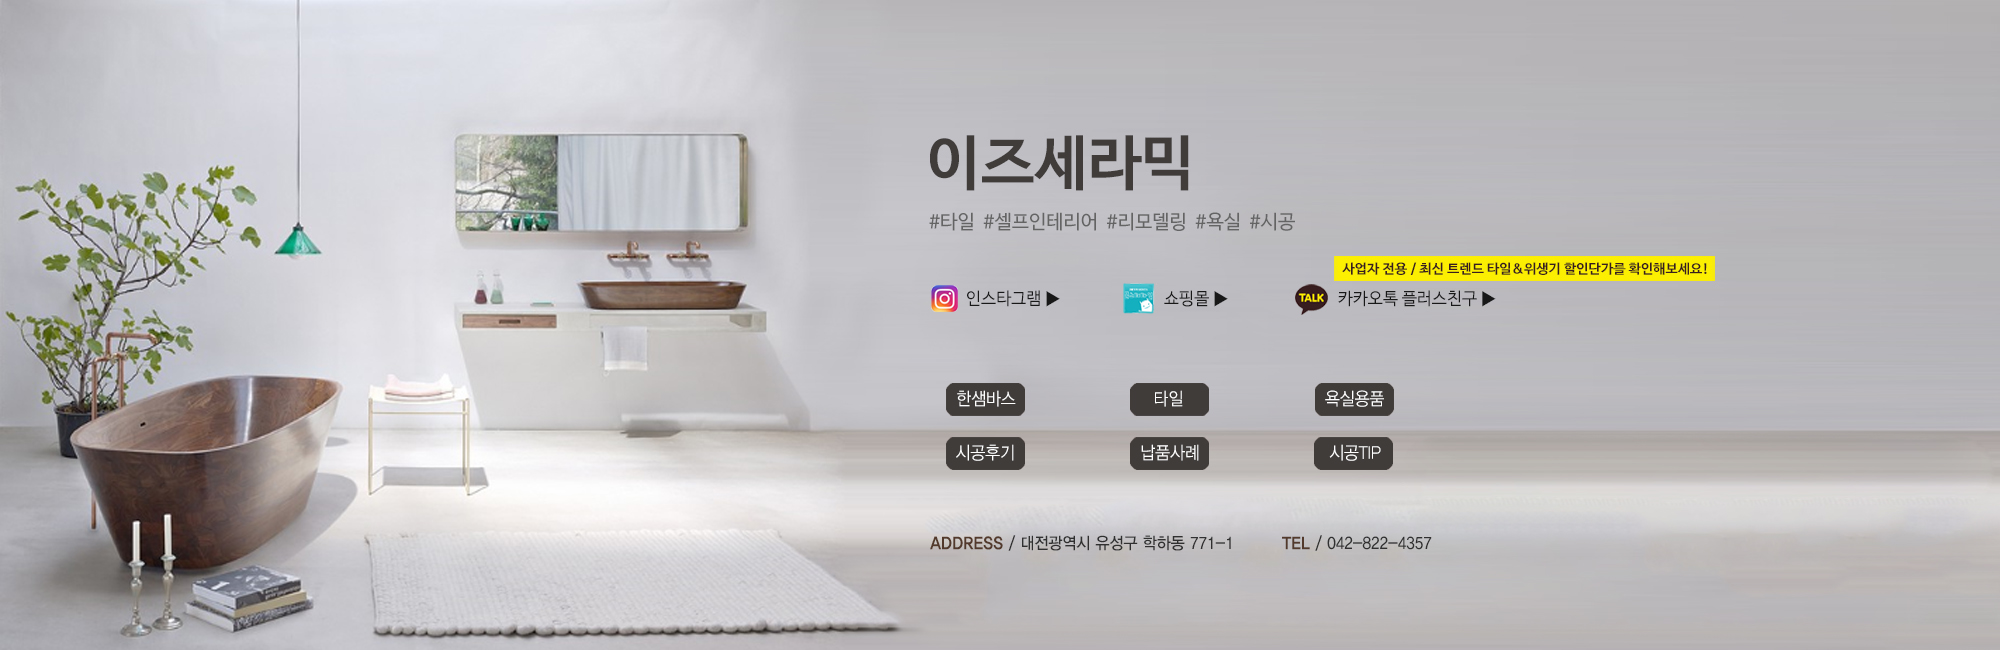 이즈세라믹
#타일 #셀프인테리어 #리모델링 #욕실 #시공
사업자 전용 / 최신 트렌드 타일&위생기 할인단가를 확인해보세요!
인스타그램 ▶ 쇼핑몰 ▶ TALK 카카오톡 플러스친구 ▶
한샘바스 타일 욕실용품
시공후기 납품사례 시공TIP
ADDRESS / 대전광역시 유성구 학하동 771-1 TEL / 042-822-4357